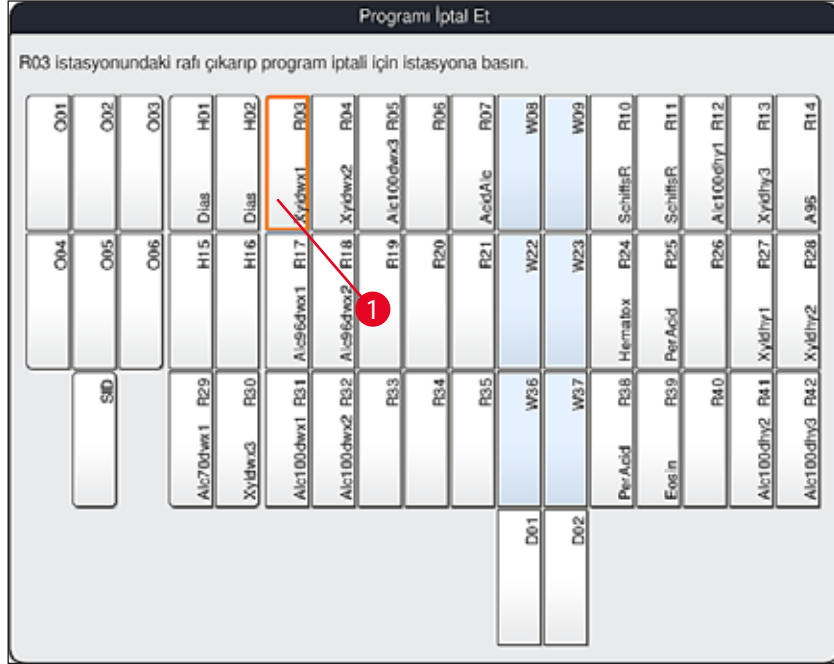 Programı İptal Et
R03 istasyonundaki rafı çıkarıp program iptali için istasyona basın.
O01
O02
O03
Dias H01
Dias H02
Xyldwx1 R03
Xyldwx2 R04
Alc100dwx3 R05
R06
AcidAlc R07
W08
W09
SchiffsR R10
SchiffsR R11
Alc100dhy1 R12
Xyldhy3 R13
A96 R14
O04
O05
O06
H15
H16
Alc96dwx1 R17
Alc96dwx2 R18
R19
R20
R21
W22
W23
Hematox R24
PerAcid R25
R26
Xyldhy1 R27
Xyldhy2 R28
1
SID
Alc70dwx1 R29
Xyldwx3 R30
Alc100dwx1 R31
Alc100dwx2 R32
R33
R34
R35
W36
W37
PerAcid R38
Eosin R39
R40
Alc100dhy2 R41
Alc100dhy3 R42
D01
D02